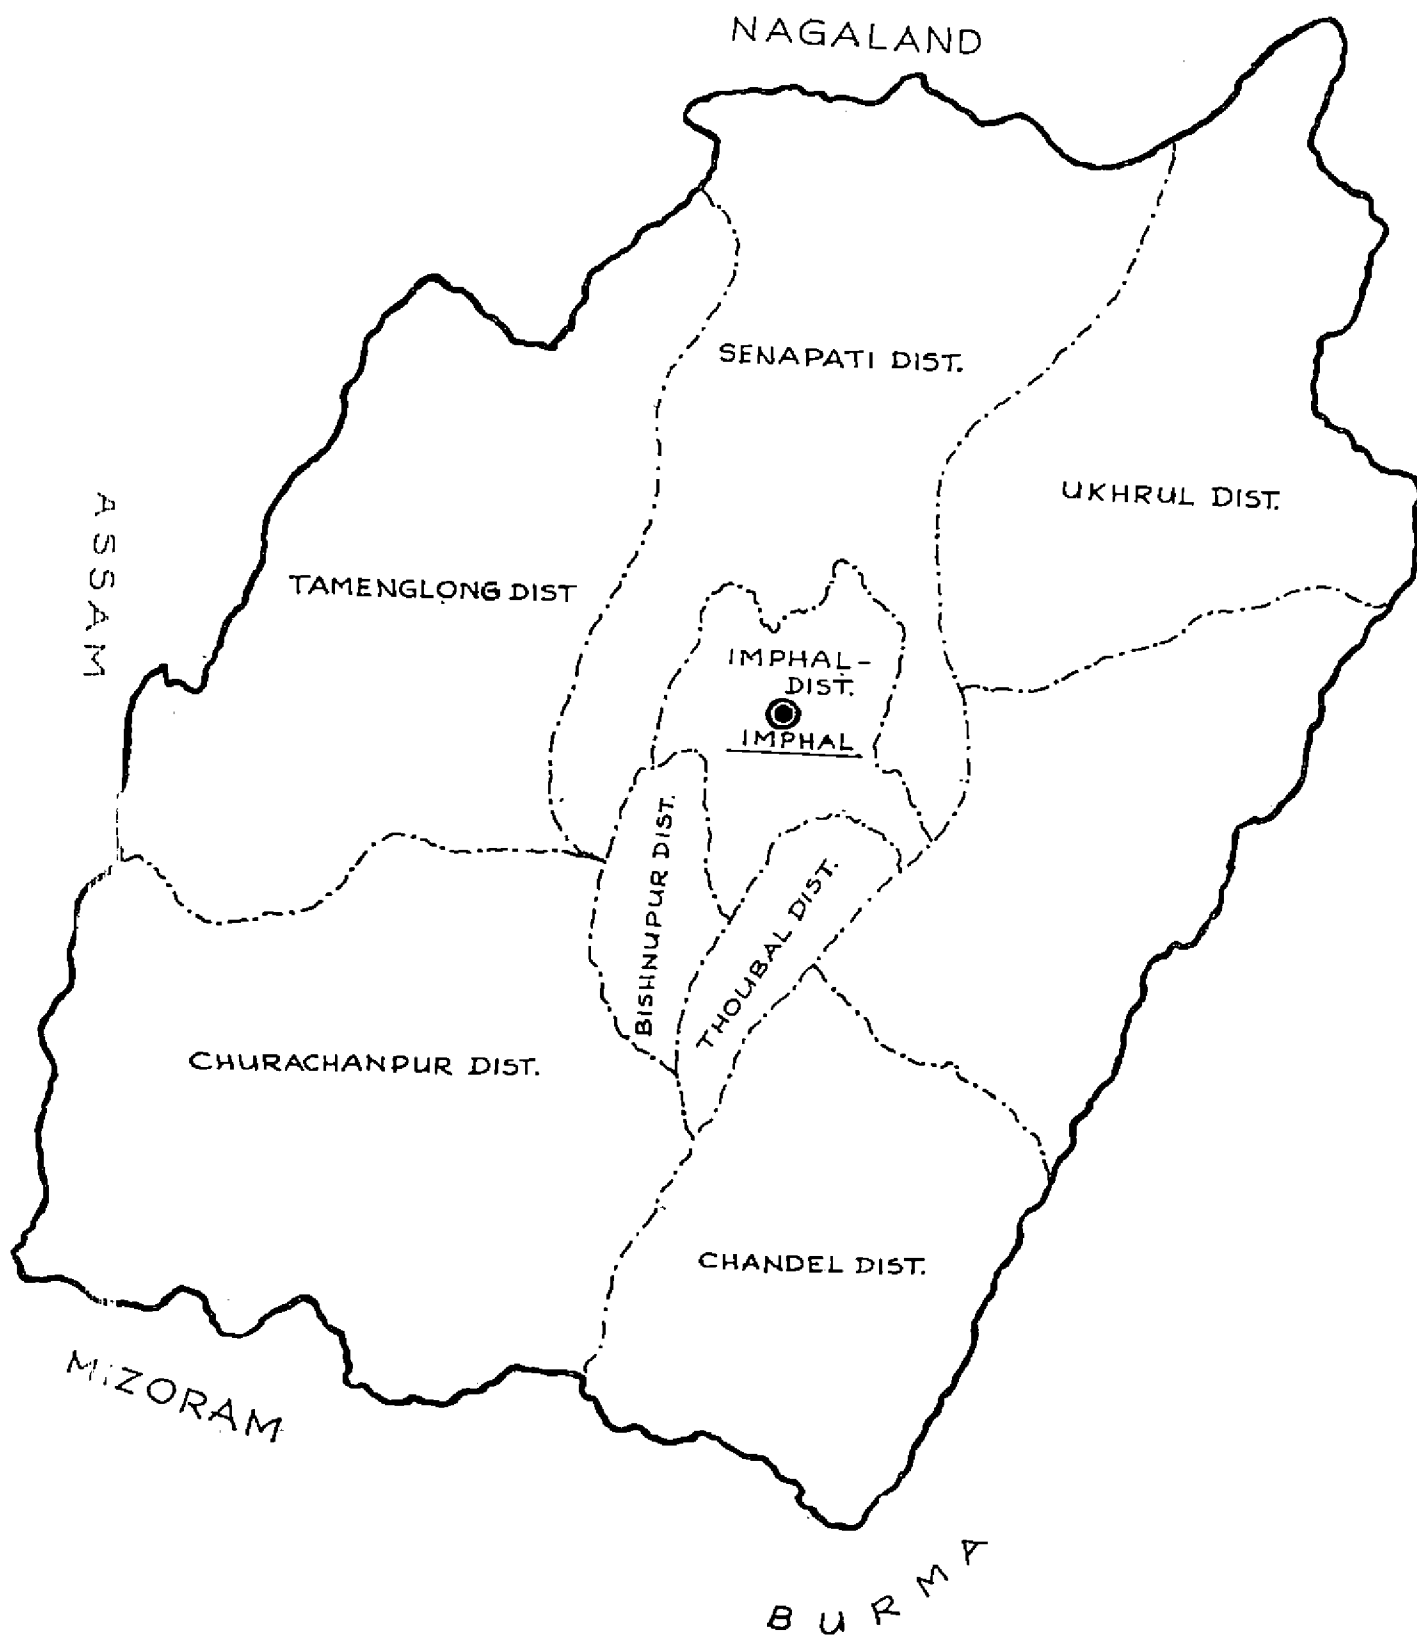 NAGALAND
SENAPATI DIST.
UKHRUL DIST.
ASSAM
TAMENGLONG DIST
IMPHAL-
DIST.
IMPHAL
BISHNUPUR DIST.
THOUBAL DIST.
CHURACHANPUR DIST.
CHANDEL DIST.
MIZORAM
BURMA